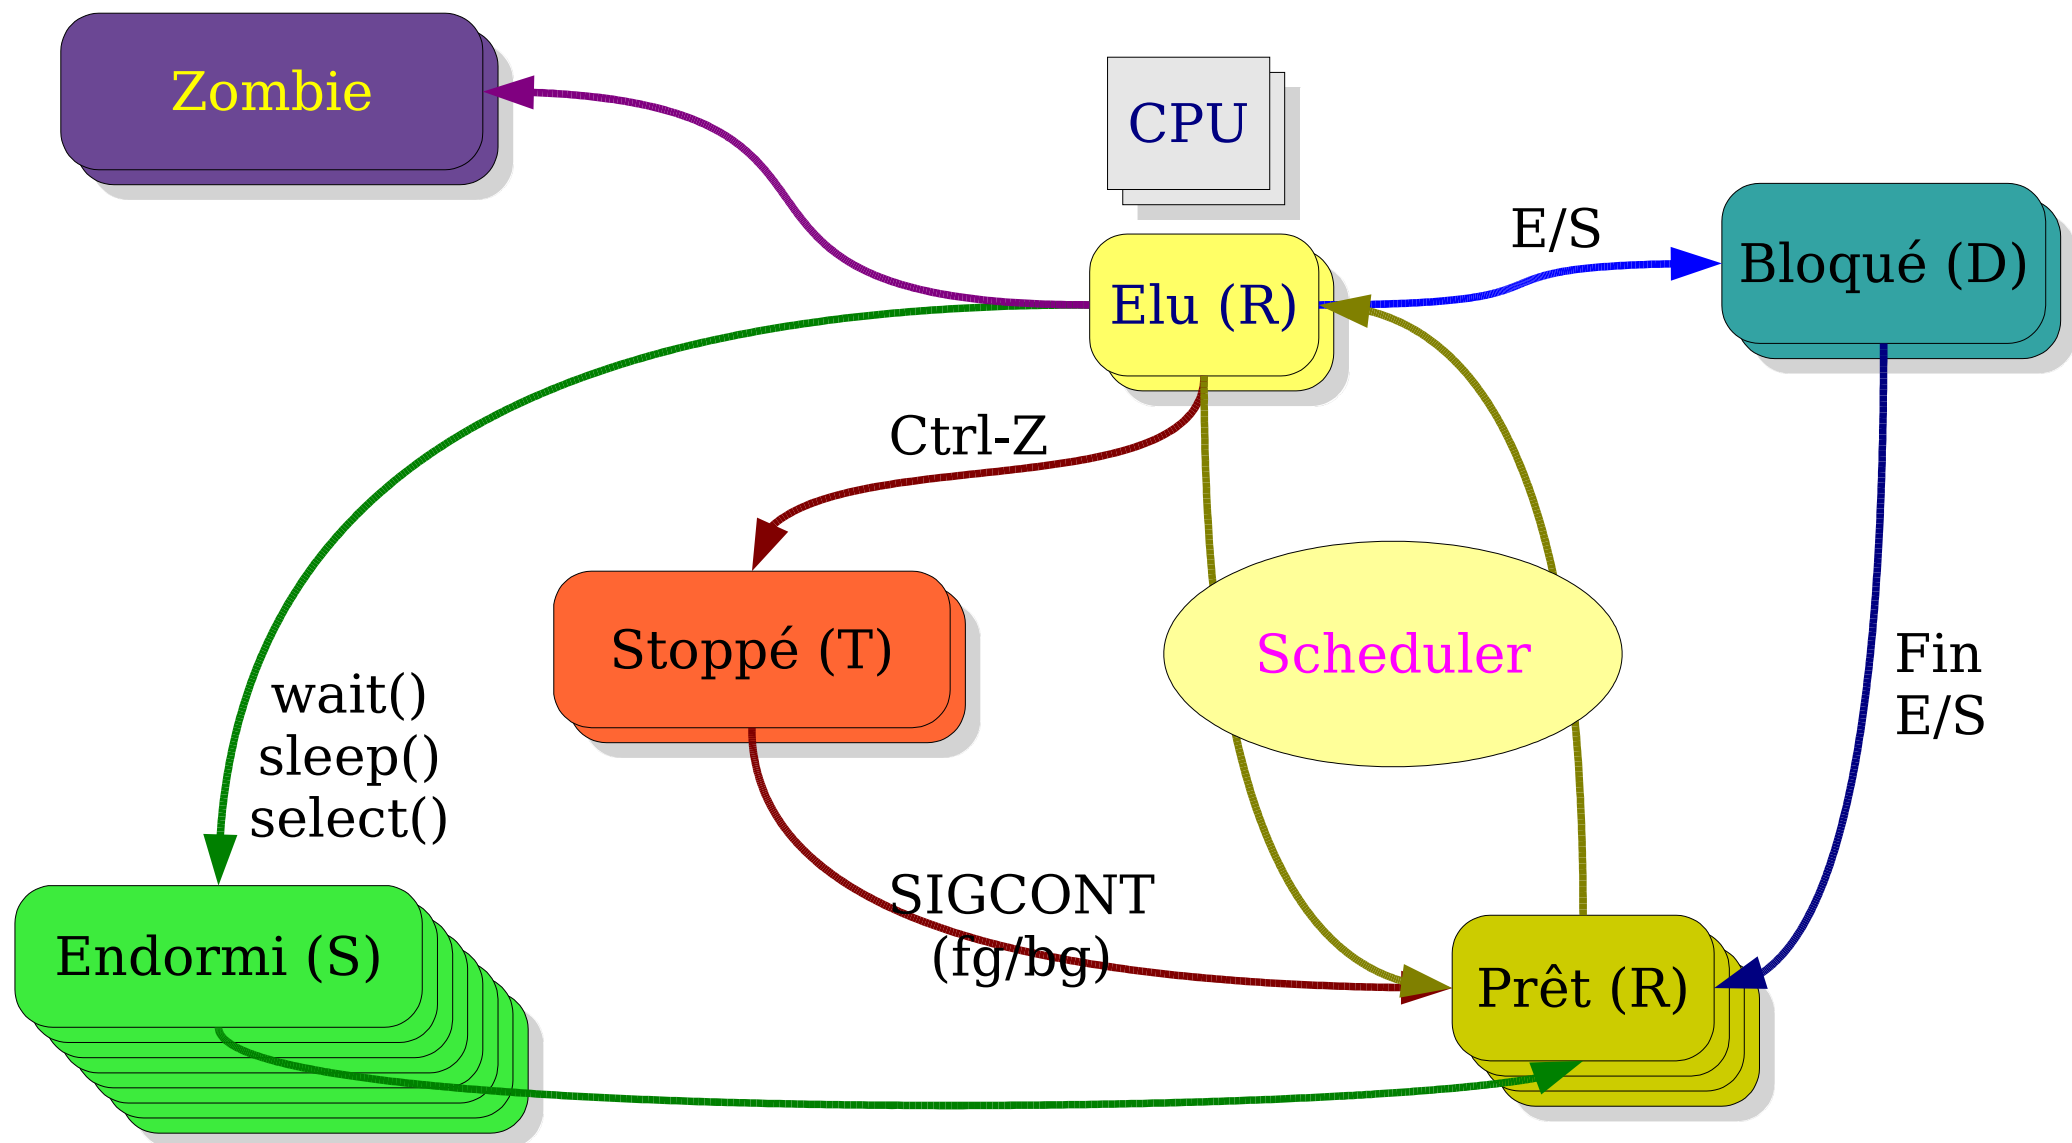 Zombie
CPU
E/S
Bloqué (D)
Elu (R)
Ctrl-Z
Stoppé (T)
Scheduler
wait()
sleep()
select()
Fin
E/S
SIGCONT
(fg/bg)
Endormi (S)
Prêt (R)